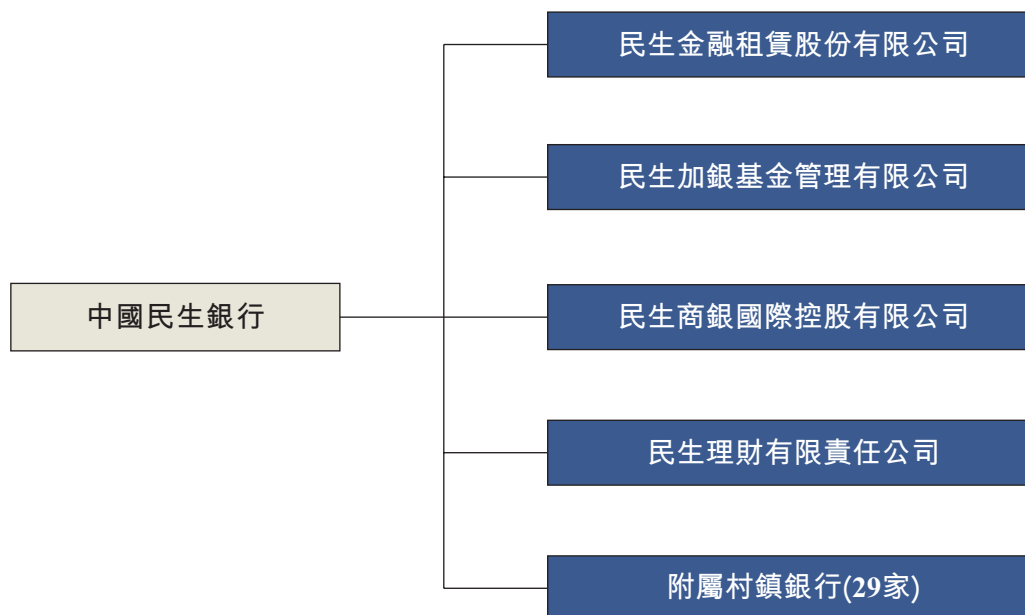 民生金融租賃股份有限公司
民生加銀基金管理有限公司
中國民生銀行
民生商銀國際控股有限公司
民生理財有限責任公司
附屬村鎮銀行(29家)